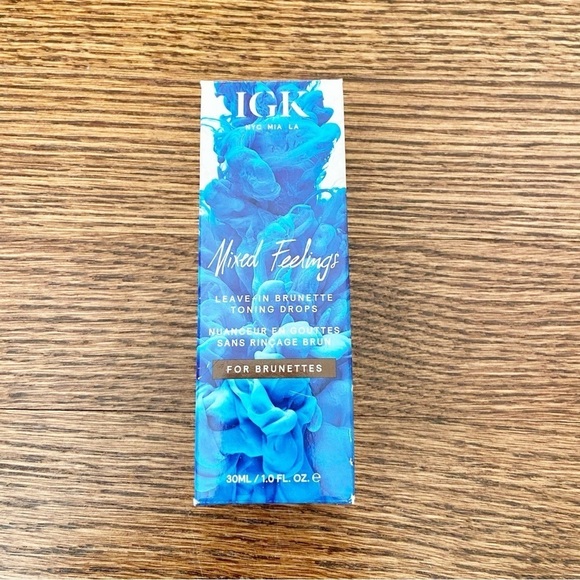 IGK
NYC MIA LA
Mixed Feelings
LEAVE-IN BRUNETTE
TONING DROPS
NUANCEUR EN GOUTTES
SANS RINCAGE BRUN
FOR BRUNETTES
30ML / 1.0 FL. OZ. ℮